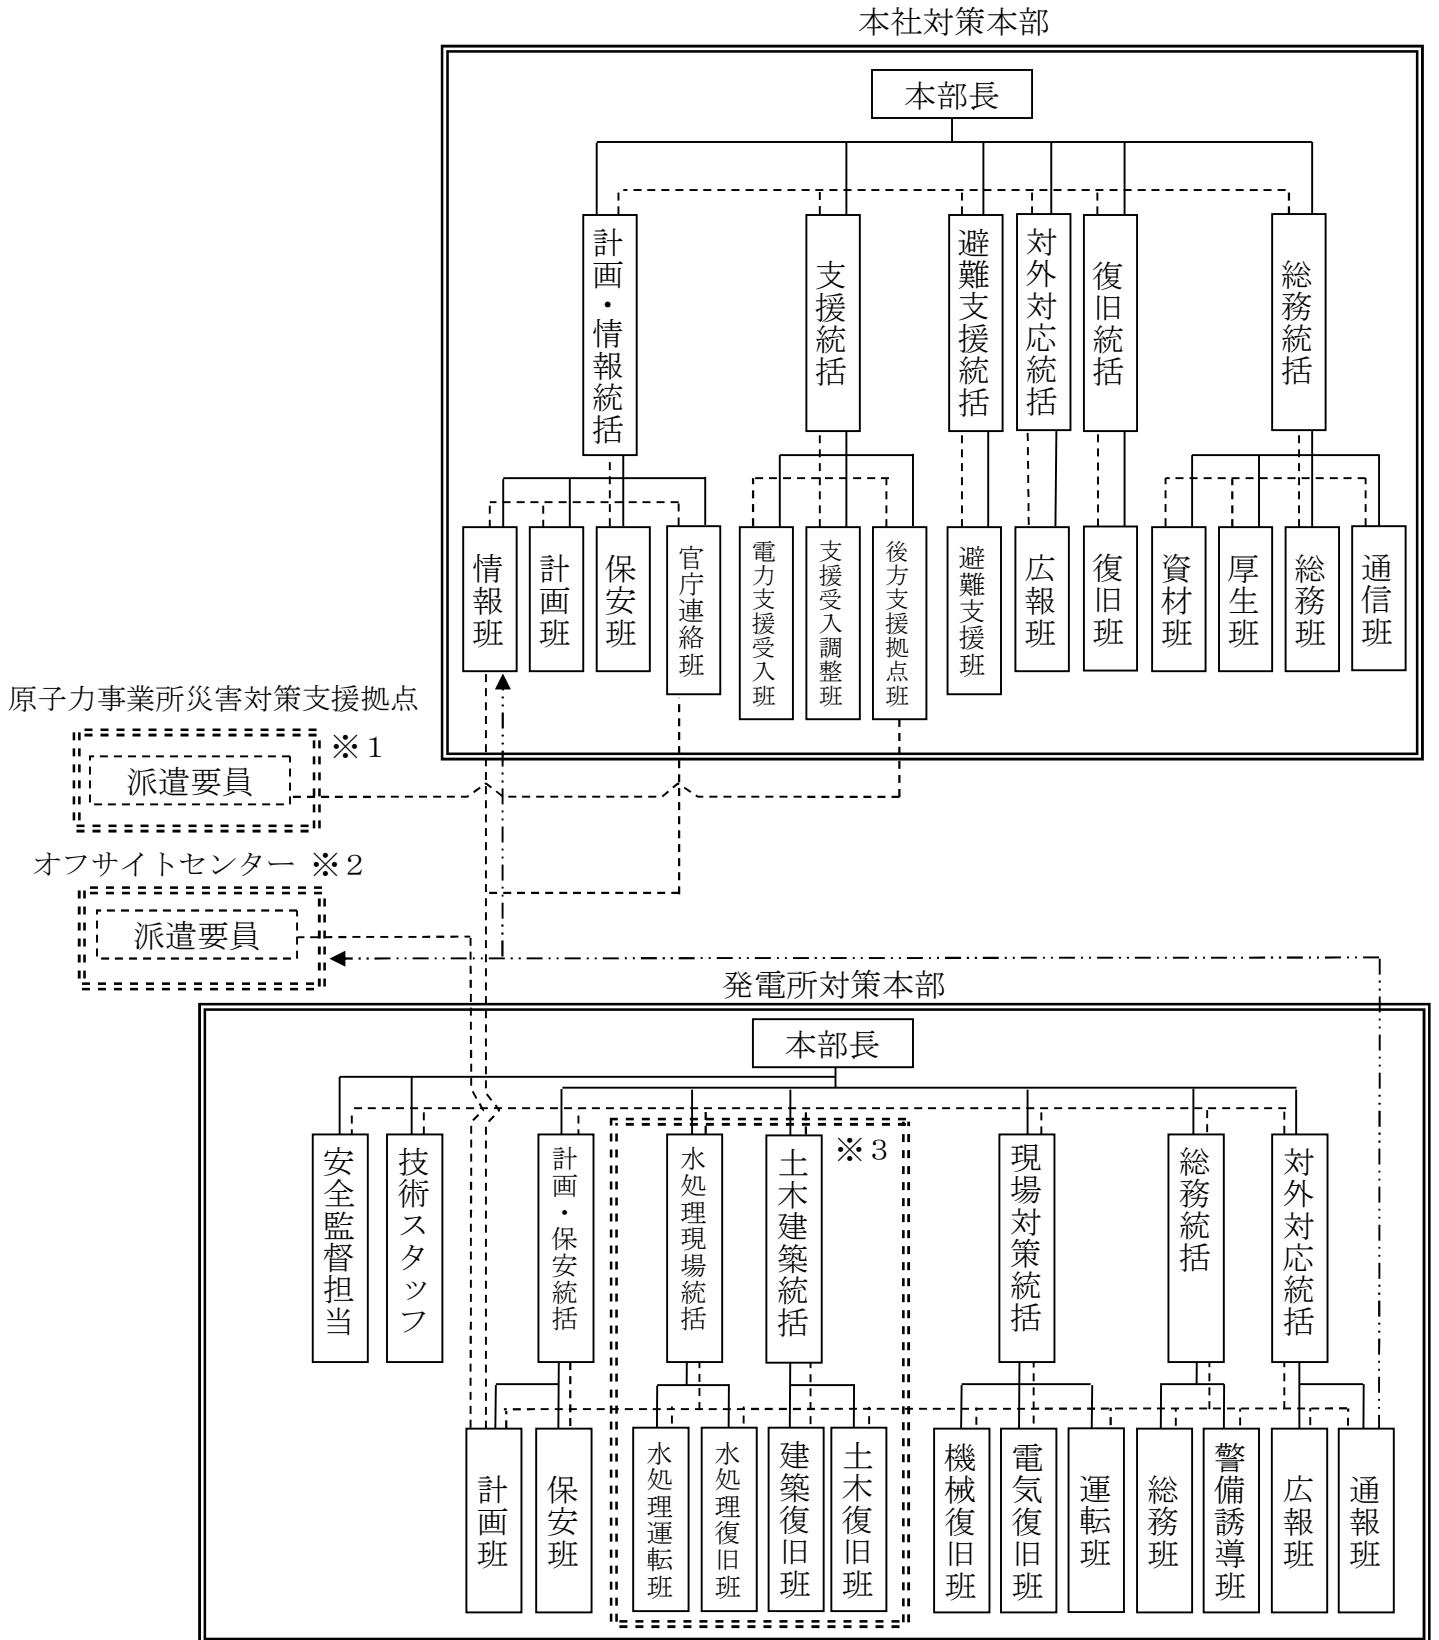 本社対策本部
本部長
計画・情報統括
支援統括
避難支援統括
対外対応統括
復旧統括
総務統括
情報班
計画班
保安班
官庁連絡班
電力支援受入班
支援受入調整班
後方支援拠点班
避難支援班
広報班
復旧班
資材班
厚生班
総務班
通信班
原子力事業所災害対策支援拠点
※1
派遣要員
オフサイトセンター ※2
派遣要員
発電所対策本部
本部長
安全監督担当
技術スタッフ
計画・保安統括
水処理現場統括
土木建築統括
※3
現場対策統括
総務統括
対外対応統括
計画班
保安班
水処理運転班
水処理復旧班
建築復旧班
土木復旧班
機械復旧班
電気復旧班
運転班
総務班
警備誘導班
広報班
通報班